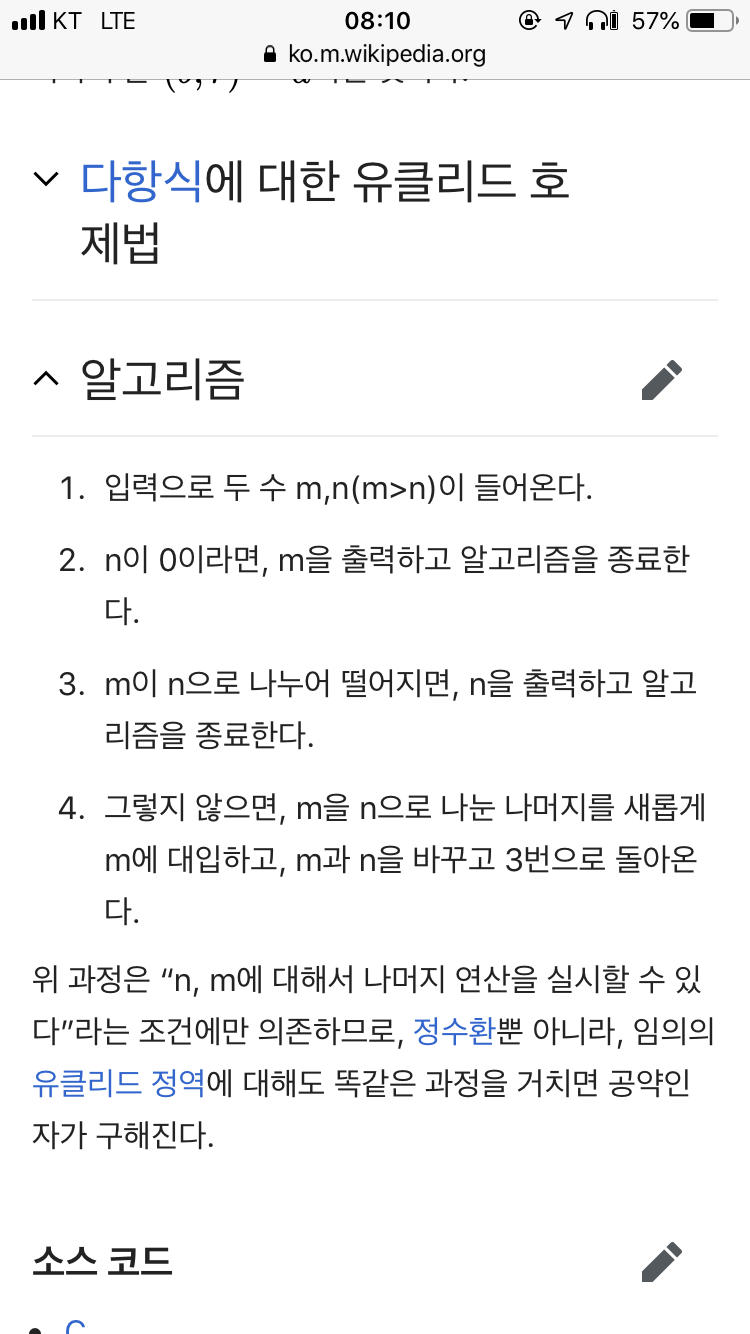 KT LTE 08:10 57%
ko.m.wikipedia.org
다항식에 대한 유클리드 호
제법
알고리즘
1. 입력으로 두 수 m,n(m>n)이 들어온다.
2. n이 0이라면, m을 출력하고 알고리즘을 종료한
다.
3. m이 n으로 나누어 떨어지면, n을 출력하고 알고
리즘을 종료한다.
4. 그렇지 않으면, m을 n으로 나눈 나머지를 새롭게
m에 대입하고, m과 n을 바꾸고 3번으로 돌아온
다.
위 과정은 “n, m에 대해서 나머지 연산을 실시할 수 있
다”라는 조건에만 의존하므로, 정수환뿐 아니라, 임의의
유클리드 정역에 대해도 똑같은 과정을 거치면 공약인
자가 구해진다.
소스 코드